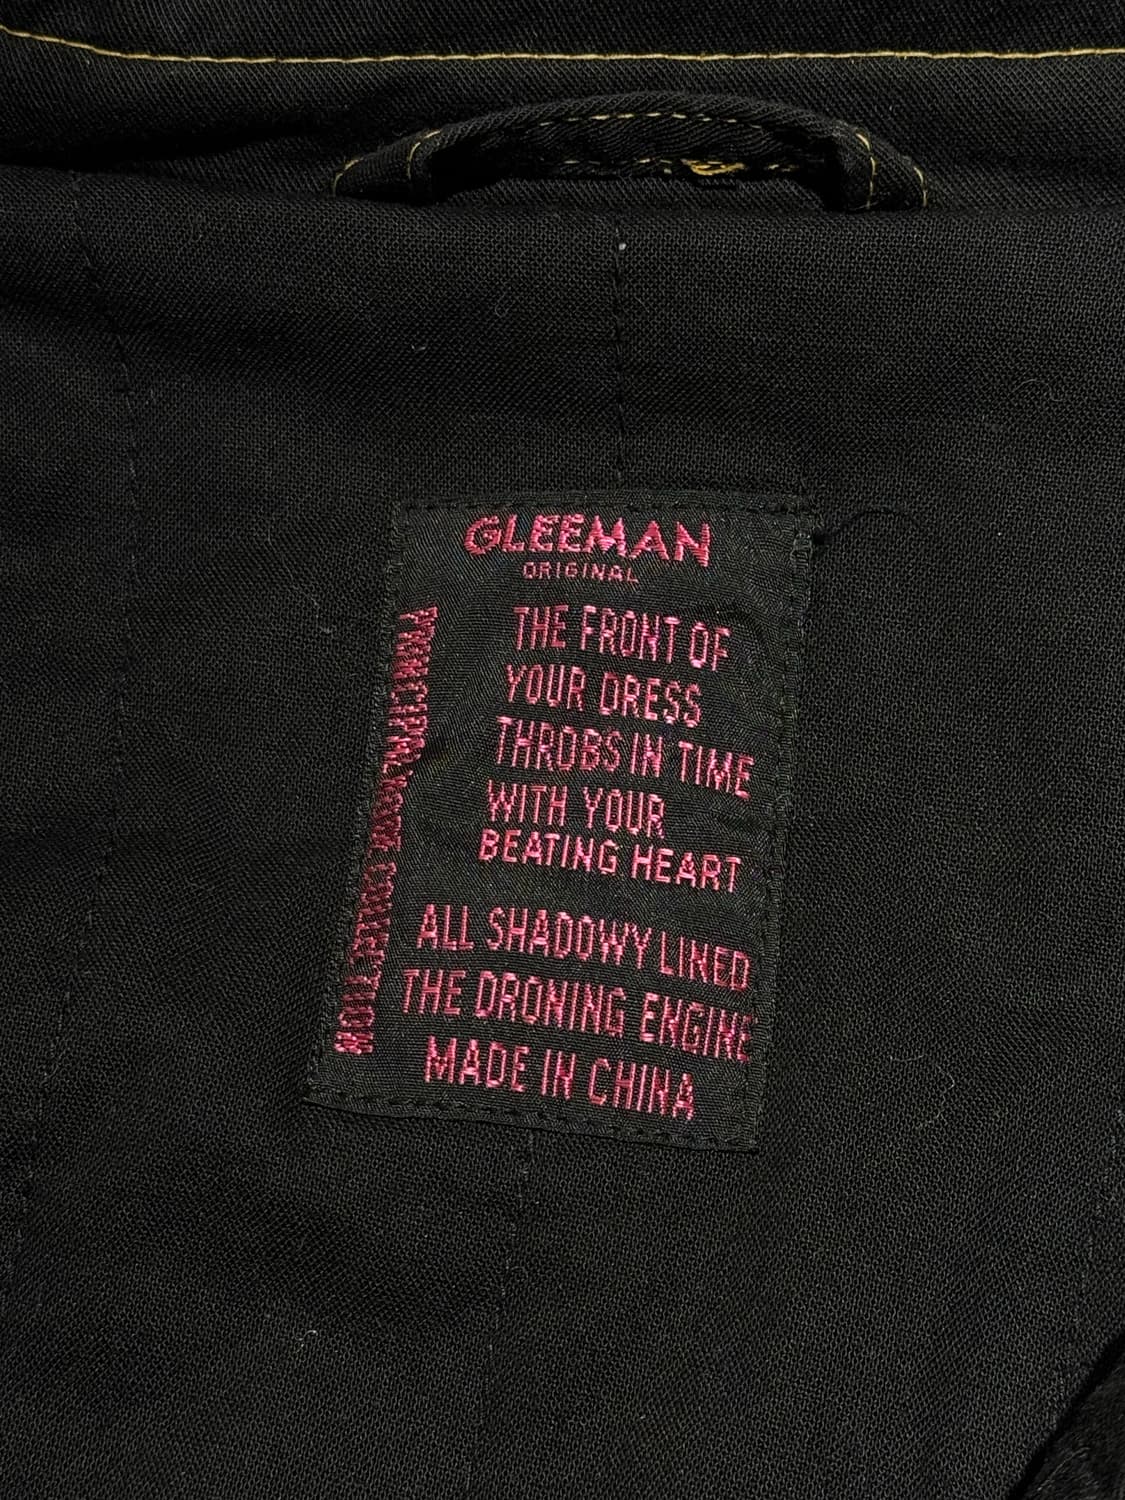 GLEEMAN
ORIGINAL
THE FRONT OF
YOUR DRESS
THROBS IN TIME
WITH YOUR
BEATING HEART
ALL SHADOWY LINED
THE DRONING ENGINE
MADE IN CHINA